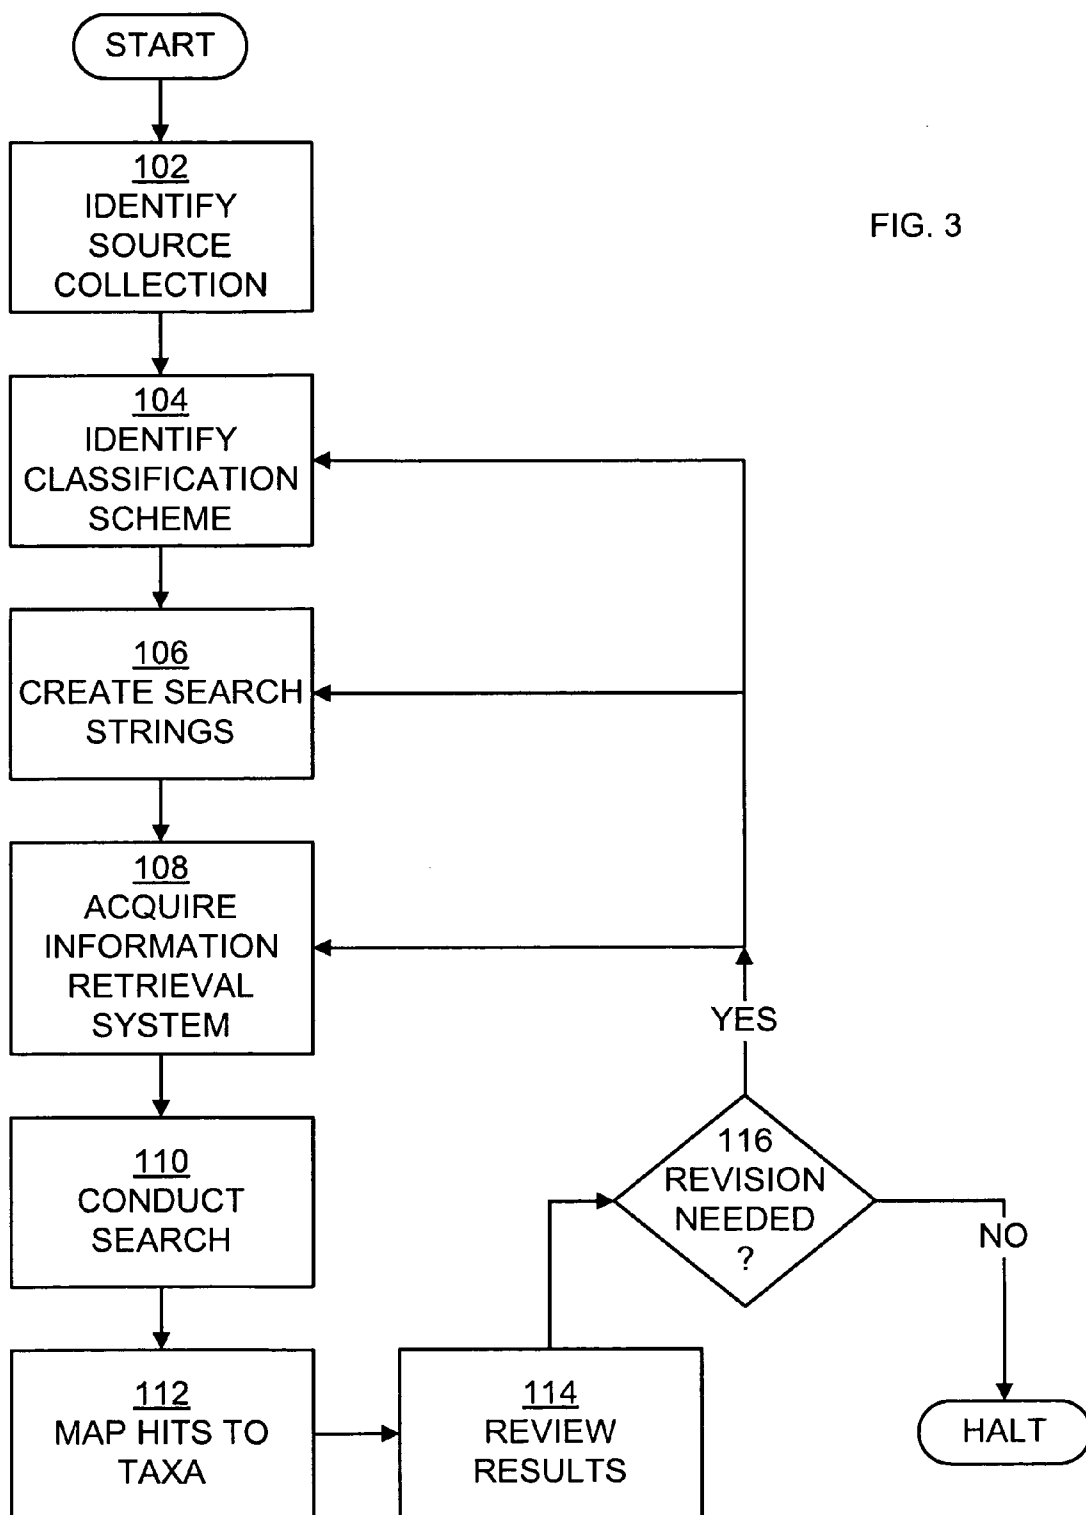 START
102
IDENTIFY
SOURCE
COLLECTION
FIG. 3
104
IDENTIFY
CLASSIFICATION
SCHEME
106
CREATE SEARCH
STRINGS
108
ACQUIRE
INFORMATION
RETRIEVAL
SYSTEM
YES
110
CONDUCT
SEARCH
116
REVISION
NEEDED
?
NO
112
MAP HITS TO
TAXA
114
REVIEW
RESULTS
HALT